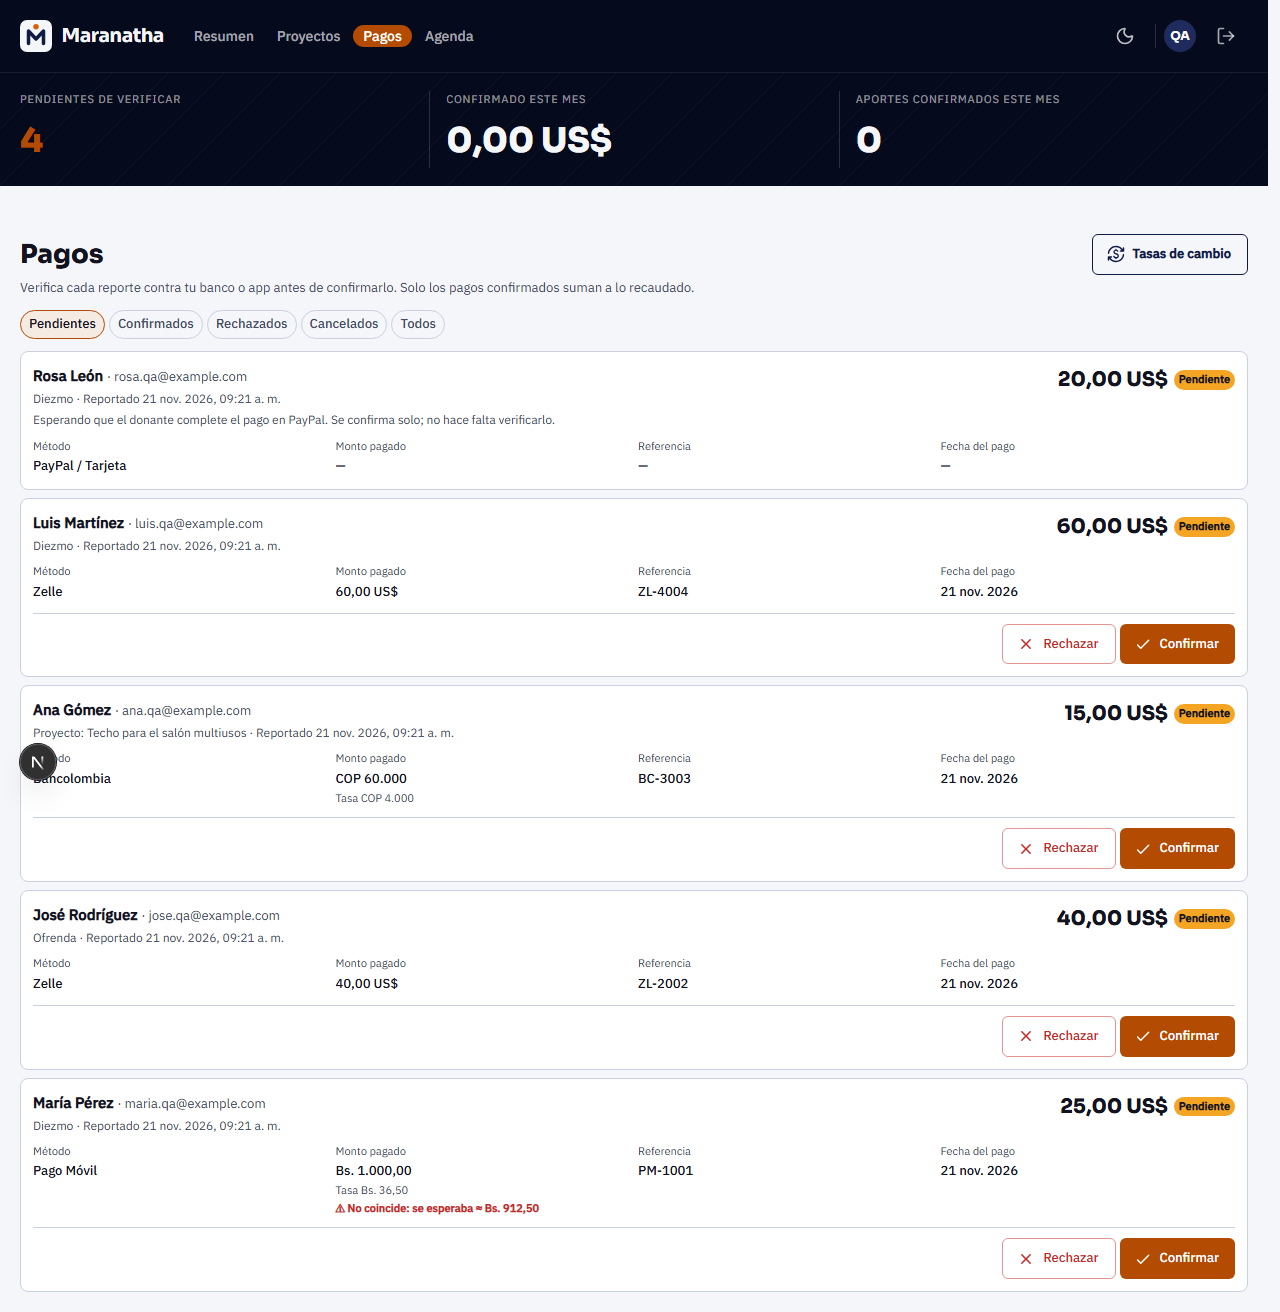 Maranatha
Resumen
Proyectos
Pagos
Agenda
QA
PENDIENTES DE VERIFICAR
4
CONFIRMADO ESTE MES
0,00 US$
APORTES CONFIRMADOS ESTE MES
0
Pagos
Tasas de cambio
Verifica cada reporte contra tu banco o app antes de confirmarlo. Solo los pagos confirmados suman a lo recaudado.
Pendientes
Confirmados
Rechazados
Cancelados
Todos
Rosa León · rosa.qa@example.com
20,00 US$ Pendiente
Diezmo · Reportado 21 nov. 2026, 09:21 a. m.
Esperando que el donante complete el pago en PayPal. Se confirma solo; no hace falta verificarlo.
Método Monto pagado Referencia Fecha del pago
PayPal / Tarjeta — — —
Luis Martínez · luis.qa@example.com
60,00 US$ Pendiente
Diezmo · Reportado 21 nov. 2026, 09:21 a. m.
Método Monto pagado Referencia Fecha del pago
Zelle 60,00 US$ ZL-4004 21 nov. 2026
Rechazar Confirmar
Ana Gómez · ana.qa@example.com
15,00 US$ Pendiente
Proyecto: Techo para el salón multiusos · Reportado 21 nov. 2026, 09:21 a. m.
Monto pagado Referencia Fecha del pago
Bancolombia COP 60.000 BC-3003 21 nov. 2026
Tasa COP 4.000
Rechazar Confirmar
José Rodríguez · jose.qa@example.com
40,00 US$ Pendiente
Ofrenda · Reportado 21 nov. 2026, 09:21 a. m.
Método Monto pagado Referencia Fecha del pago
Zelle 40,00 US$ ZL-2002 21 nov. 2026
Rechazar Confirmar
María Pérez · maria.qa@example.com
25,00 US$ Pendiente
Diezmo · Reportado 21 nov. 2026, 09:21 a. m.
Método Monto pagado Referencia Fecha del pago
Pago Móvil Bs. 1.000,00 PM-1001 21 nov. 2026
Tasa Bs. 36,50
⚠ No coincide: se esperaba ≈ Bs. 912,50
Rechazar Confirmar